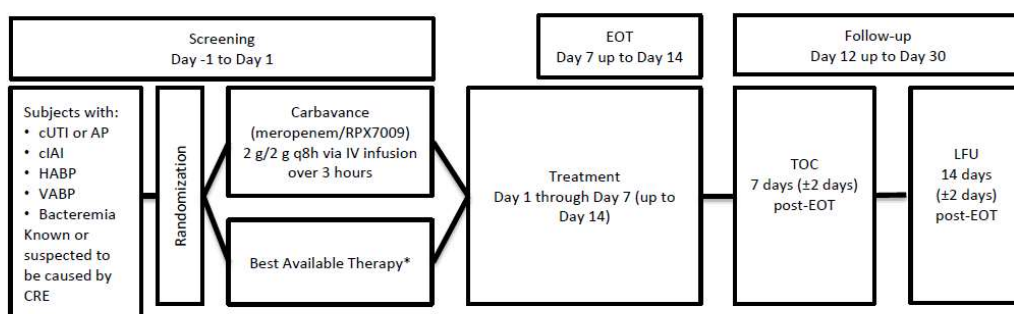 Screening
Day -1 to Day 1
EOT
Day 7 up to Day 14
Follow-up
Day 12 up to Day 30
Subjects with:
• cUTI or AP
• cIAI
• HABP
• VABP
• Bacteremia
Known or
suspected to
be caused by
CRE
Randomization
Carbavance
(meropenem/RPX7009)
2 g/2 g q8h via IV infusion
over 3 hours
Best Available Therapy*
Treatment
Day 1 through Day 7 (up to
Day 14)
TOC
7 days (±2 days)
post-EOT
LFU
14 days
(±2 days)
post-EOT